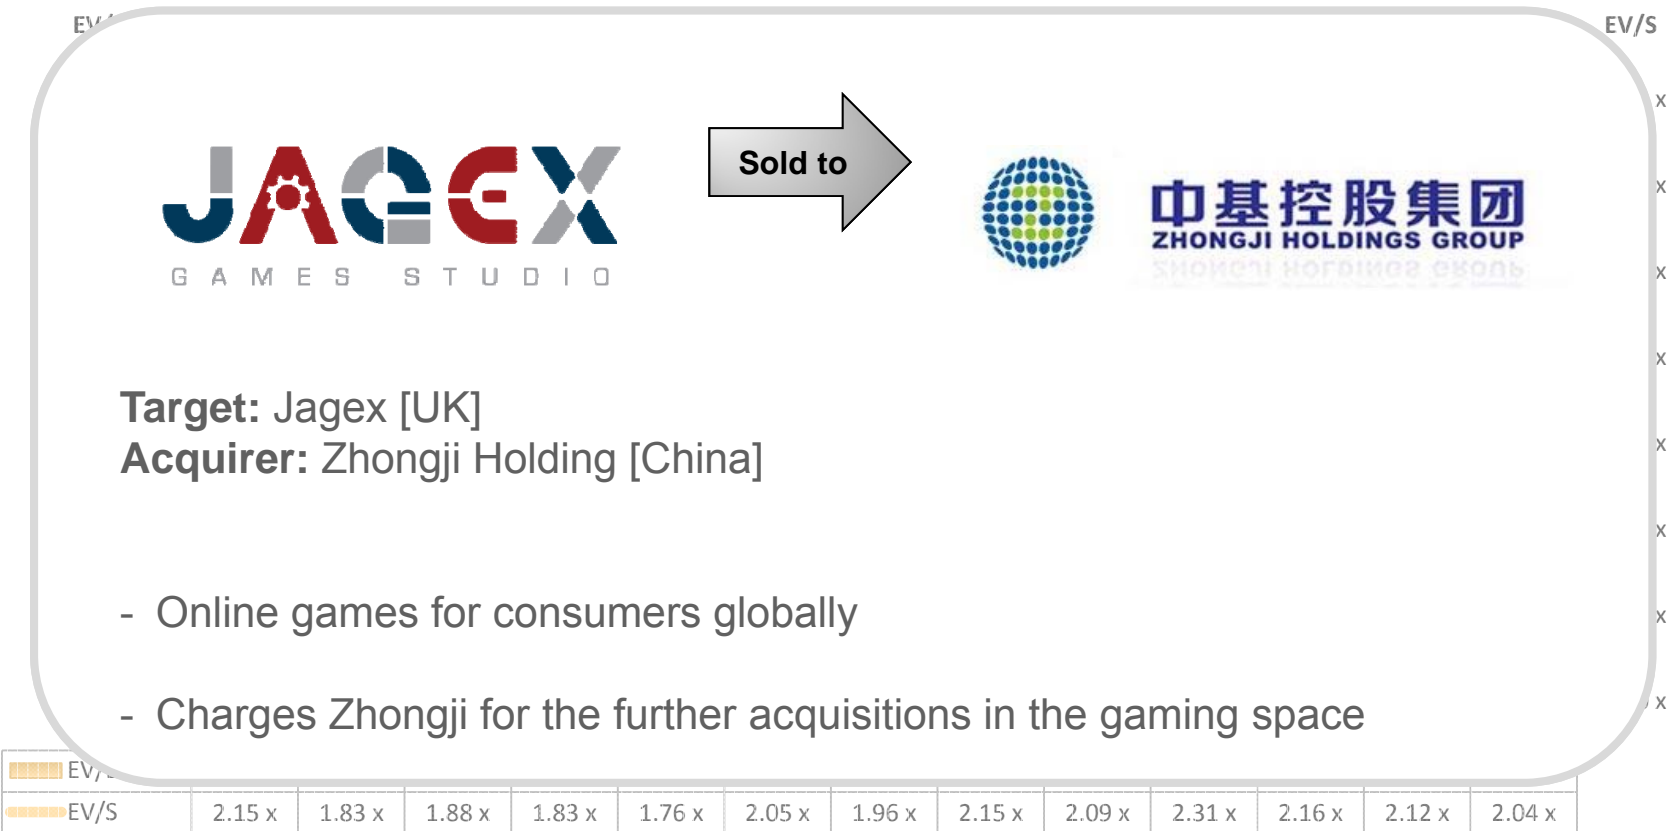 EV/S
JAGEX
GAMES STUDIO
Sold to
中基控股集团
ZHONGJI HOLDINGS GROUP
x
x
x
x
x
x
x
x
Target: Jagex [UK]
Acquirer: Zhongji Holding [China]
- Online games for consumers globally
- Charges Zhongji for the further acquisitions in the gaming space
EV/S 2.15 x 1.83 x 1.88 x 1.83 x 1.76 x 2.05 x 1.96 x 2.15 x 2.09 x 2.31 x 2.16 x 2.12 x 2.04 x